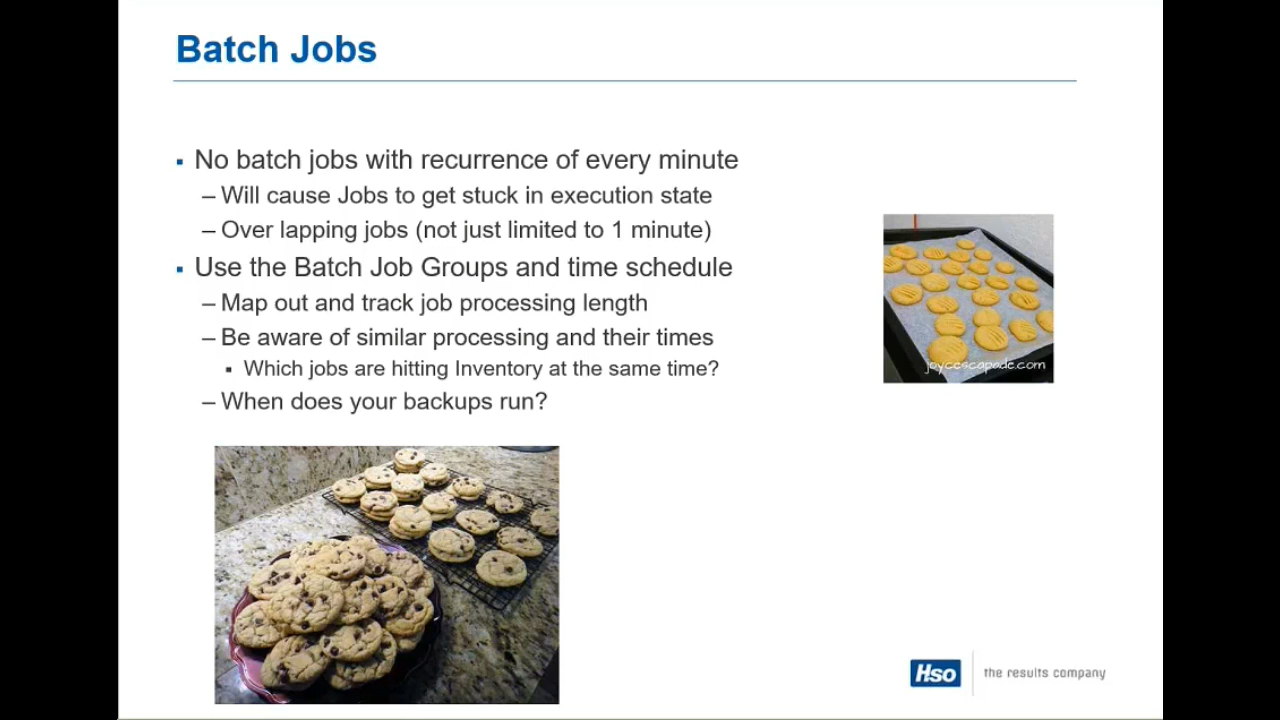 Batch Jobs
▪ No batch jobs with recurrence of every minute
– Will cause Jobs to get stuck in execution state
– Over lapping jobs (not just limited to 1 minute)
▪ Use the Batch Job Groups and time schedule
– Map out and track job processing length
– Be aware of similar processing and their times
▪ Which jobs are hitting Inventory at the same time?
– When does your backups run?
joycescapade.com
Hso the results company